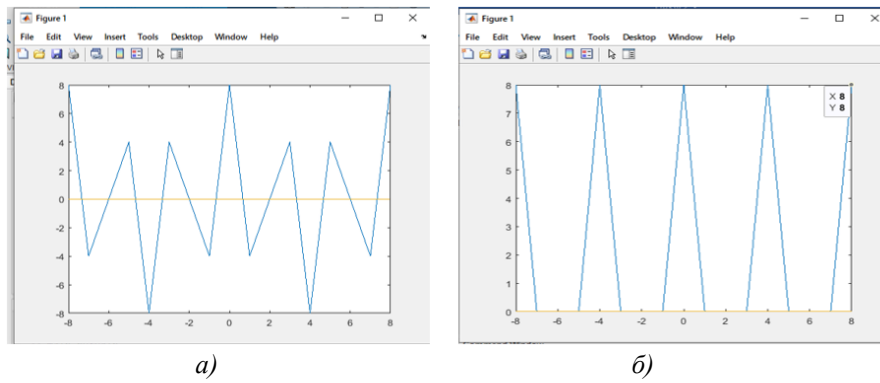 Figure 1
File Edit View Insert Tools Desktop Window Help
8
6
4
2
0
-2
-4
-6
-8
-8 -6 -4 -2 0 2 4 6 8
а)
Figure 1
File Edit View Insert Tools Desktop Window Help
X 8
Y 8
8
7
6
5
4
3
2
1
0
-8 -6 -4 -2 0 2 4 6 8
б)